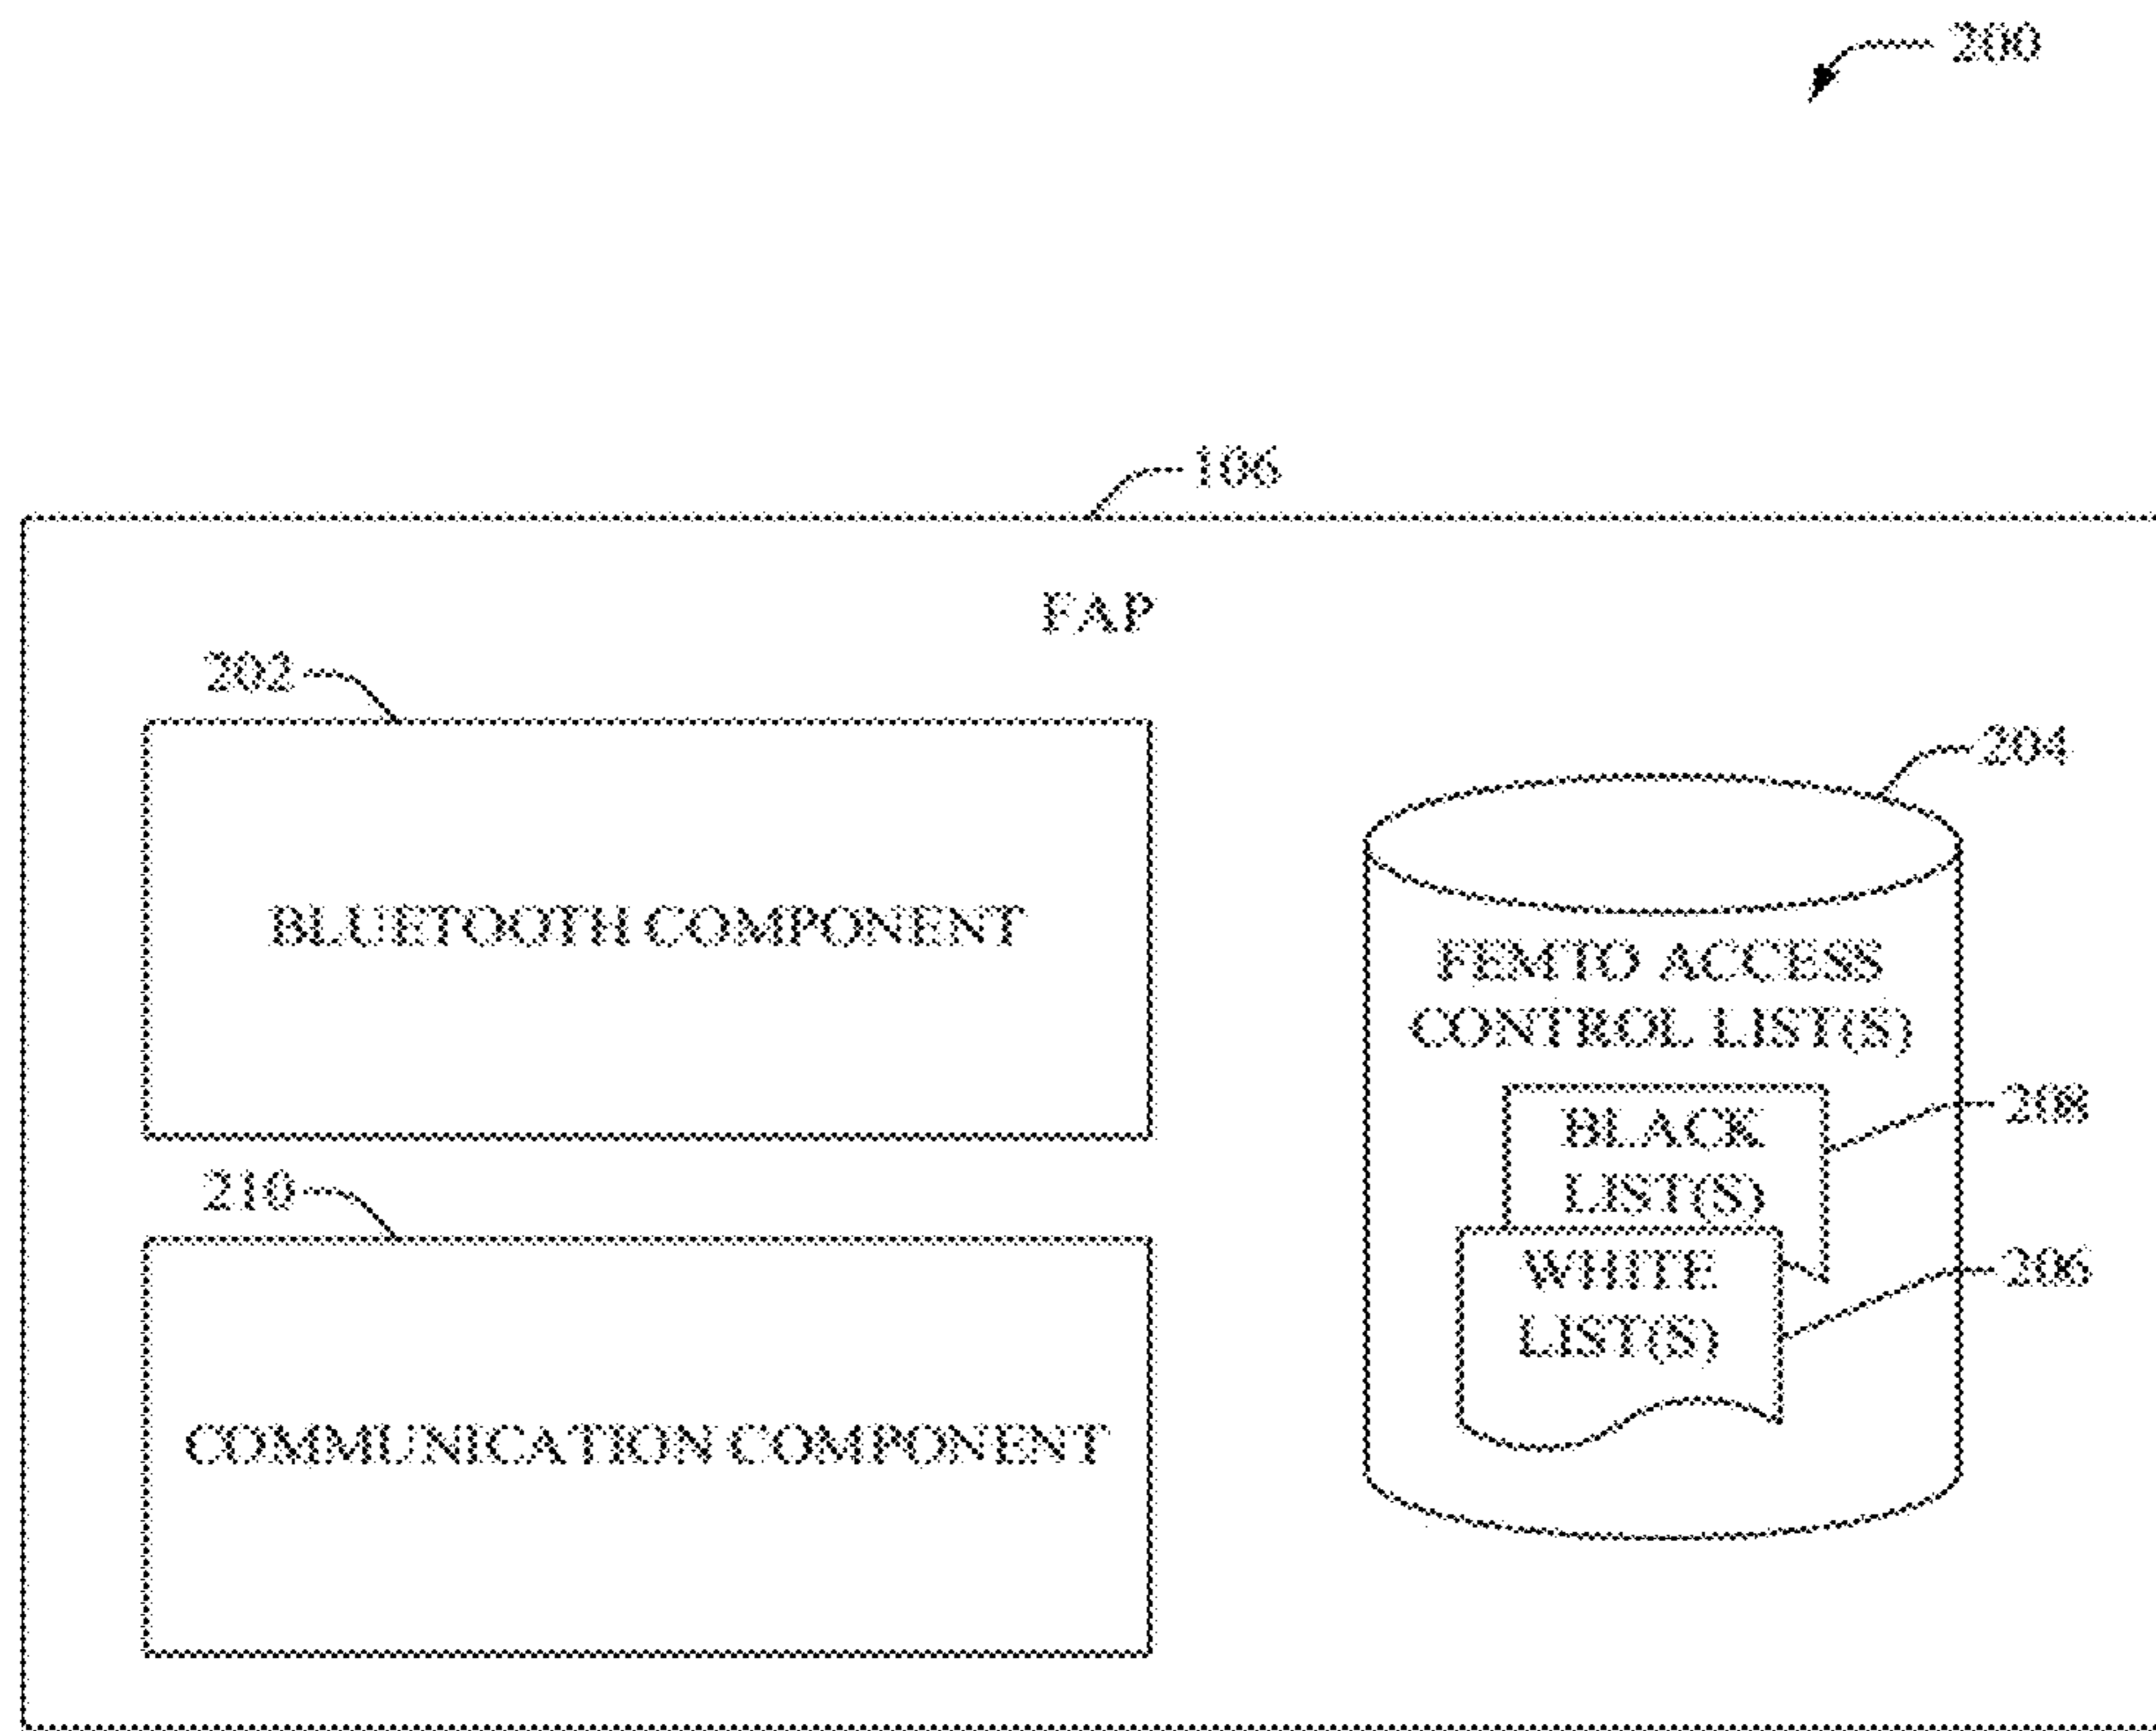 200
106
FAP
202
204
BLUETOOTH COMPONENT
FEMTO ACCESS
CONTROL LIST(S)
208
BLACK
LIST(S)
210
206
WHITE
LIST(S)
COMMUNICATION COMPONENT